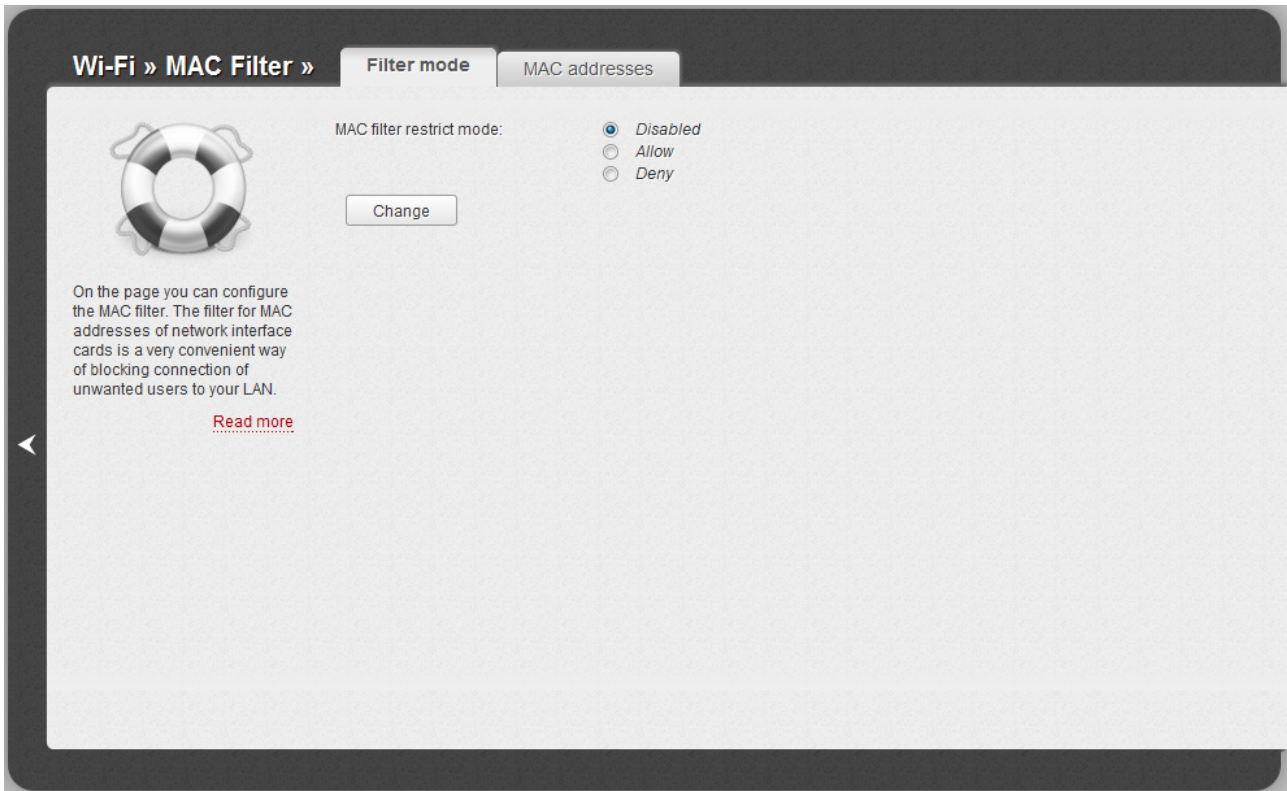 Wi-Fi » MAC Filter »
Filter mode
MAC addresses
MAC filter restrict mode:
Disabled
Allow
Deny
Change
On the page you can configure
the MAC filter. The filter for MAC
addresses of network interface
cards is a very convenient way
of blocking connection of
unwanted users to your LAN.
Read more